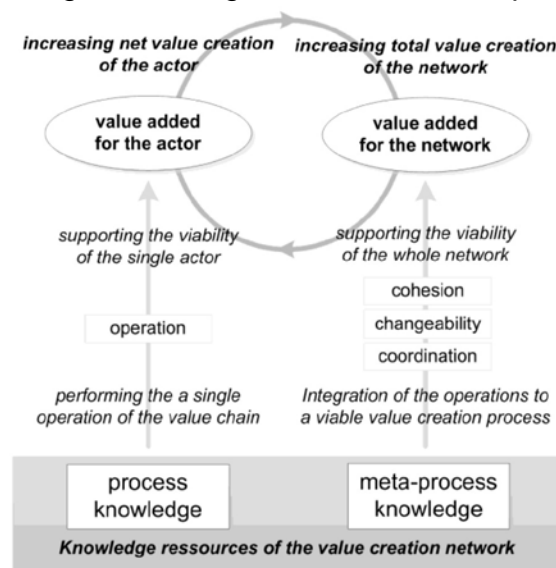 increasing net value creation
of the actor
increasing total value creation
of the network
value added
for the actor
value added
for the network
supporting the viability
of the single actor
supporting the viability
of the whole network
operation
cohesion
changeability
coordination
performing the a single
operation of the value chain
Integration of the operations to
a viable value creation process
process
knowledge
meta-process
knowledge
Knowledge ressources of the value creation network